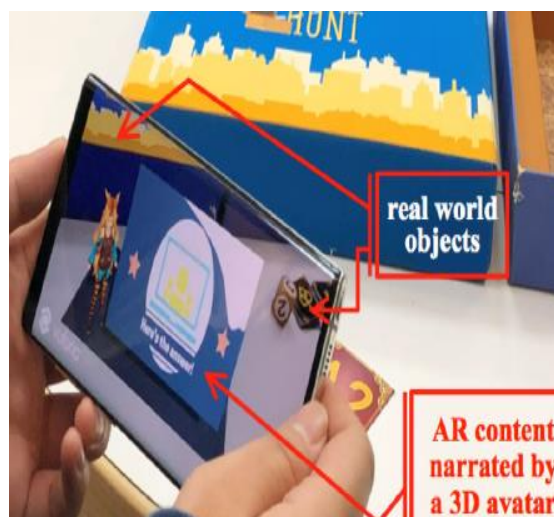 HUNT
real world
objects
Here's the answer!
AR content
narrated by
a 3D avatar